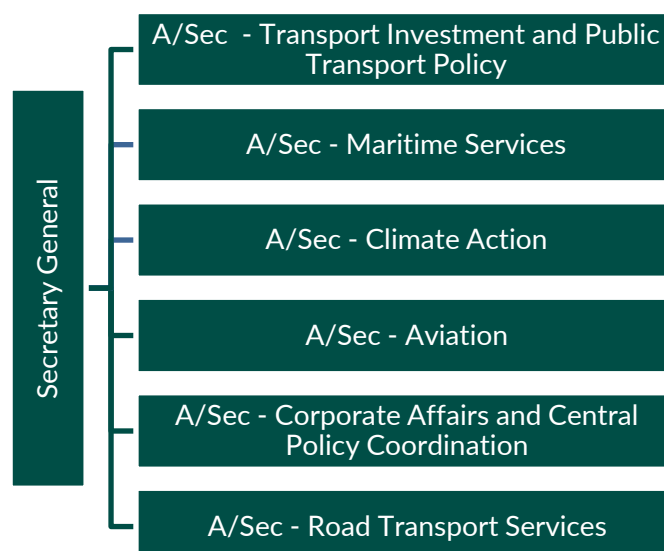 A/Sec  - Transport Investment and Public
Transport Policy
A/Sec - Maritime Services
Secretary General
A/Sec - Climate Action
A/Sec - Aviation
A/Sec - Corporate Affairs and Central
Policy Coordination
A/Sec - Road Transport Services